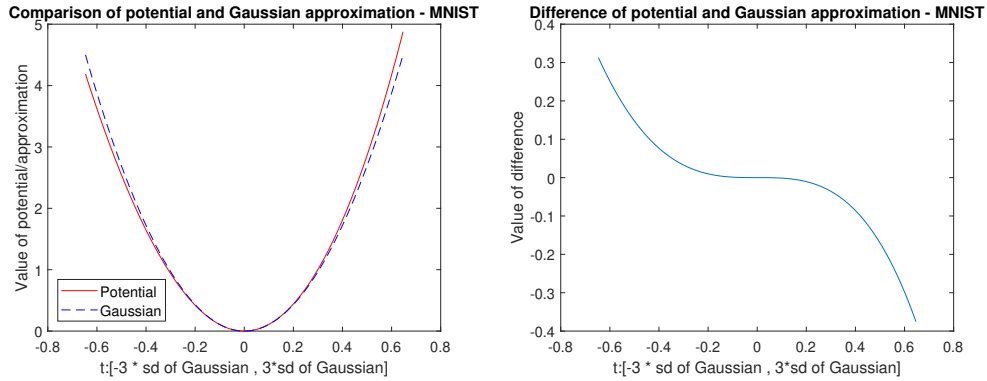 Comparison of potential and Gaussian approximation - MNIST
Value of potential/approximation
5
4
3
2
1
0
Potential
Gaussian
-0.8 -0.6 -0.4 -0.2 0 0.2 0.4 0.6 0.8
t:[-3 * sd of Gaussian , 3*sd of Gaussian]
Difference of potential and Gaussian approximation - MNIST
Value of difference
0.4
0.3
0.2
0.1
0
-0.1
-0.2
-0.3
-0.4
-0.8 -0.6 -0.4 -0.2 0 0.2 0.4 0.6 0.8
t:[-3 * sd of Gaussian , 3*sd of Gaussian]